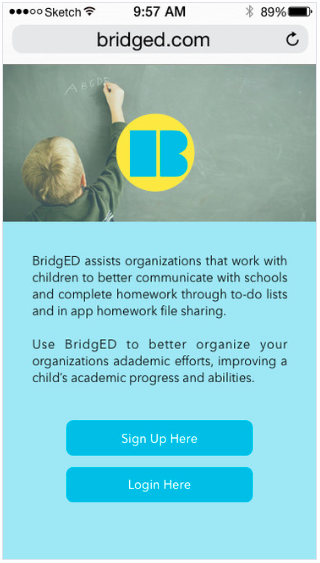 Sketch 9:57 AM 89%
bridged.com
ABCD
B
BridgED assists organizations that work with
children to better communicate with schools
and complete homework through to-do lists
and in app homework file sharing.
Use BridgED to better organize your
organizations adademic efforts, improving a
child's academic progress and abilities.
Sign Up Here
Login Here